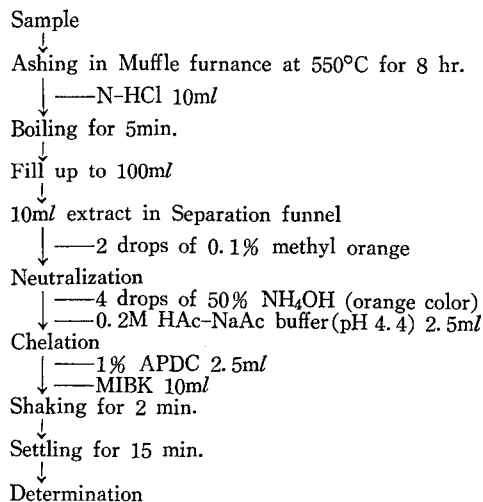 Sample
Ashing in Muffle furnance at 550°C for 8 hr.
N-HCl 10ml
Boiling for 5min.
Fill up to 100ml
10ml extract in Separation funnel
2 drops of 0.1% methyl orange
Neutralization
4 drops of 50% NH₄OH (orange color)
0.2M HAc-NaAc buffer(pH 4.4) 2.5ml
Chelation
1% APDC 2.5ml
MIBK 10ml
Shaking for 2 min.
Settling for 15 min.
Determination